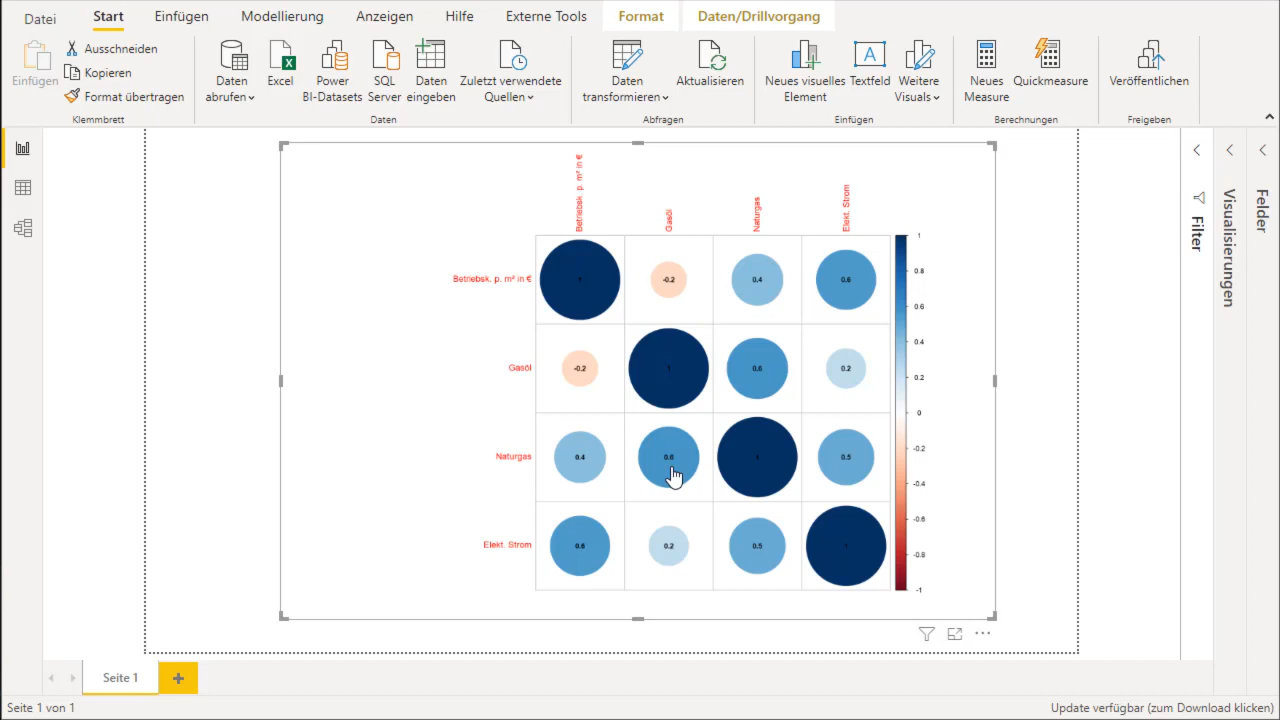 Datei
Start
Einfügen
Modellierung
Anzeigen
Hilfe
Externe Tools
Format
Daten/Drillvorgang
Einfügen
Ausschneiden
Kopieren
Format übertragen
Klemmbrett
Daten
abrufen
Excel
Power
BI-Datasets
SQL
Server
Daten
eingeben
Zuletzt verwendete
Quellen
Daten
Daten
transformieren
Aktualisieren
Abfragen
Neues visuelles
Element
Textfeld
Weitere
Visuals
Einfügen
Neues
Measure
Quickmeasure
Berechnungen
Veröffentlichen
Freigeben
Betriebsk. p. m² in €
Gasöl
Naturgas
Elekt. Strom
Betriebsk. p. m² in €
1
-0.2
0.4
0.6
Gasöl
-0.2
1
0.6
0.2
Naturgas
0.4
0.6
1
0.5
Elekt. Strom
0.6
0.2
0.5
1
1
0.8
0.6
0.4
0.2
0
-0.2
-0.4
-0.6
-0.8
-1
Filter
Visualisierungen
Felder
Seite 1
Seite 1 von 1
Update verfügbar (zum Download klicken)